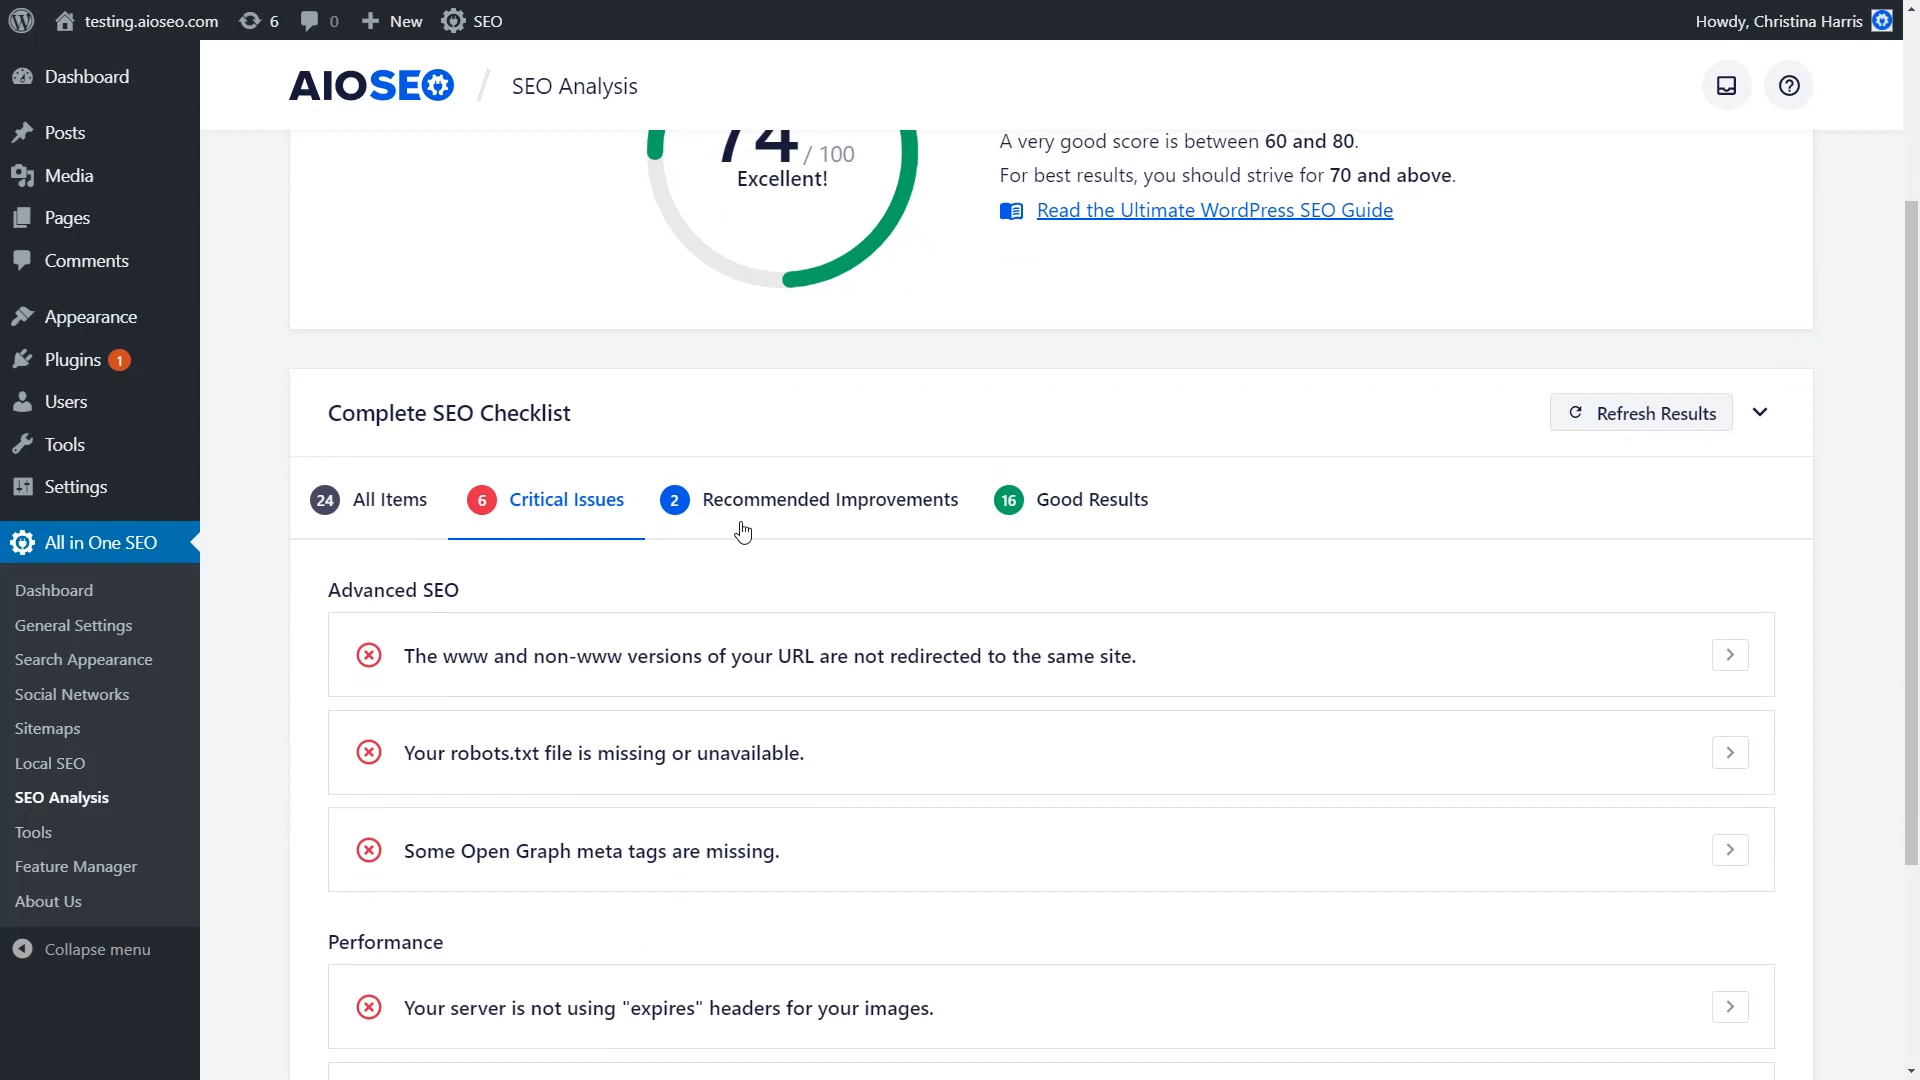 testing.aioseo.com 6 0 New SEO Howdy, Christina Harris
Dashboard
Posts
Media
Pages
Comments
Appearance
Plugins 1
Users
Tools
Settings
All in One SEO
Dashboard
General Settings
Search Appearance
Social Networks
Sitemaps
Local SEO
SEO Analysis
Tools
Feature Manager
About Us
Collapse menu
AIOSEO / SEO Analysis
74 / 100
Excellent!
A very good score is between 60 and 80.
For best results, you should strive for 70 and above.
Read the Ultimate WordPress SEO Guide
Complete SEO Checklist Refresh Results
24 All Items 6 Critical Issues 2 Recommended Improvements 16 Good Results
Advanced SEO
The www and non-www versions of your URL are not redirected to the same site.
Your robots.txt file is missing or unavailable.
Some Open Graph meta tags are missing.
Performance
Your server is not using "expires" headers for your images.